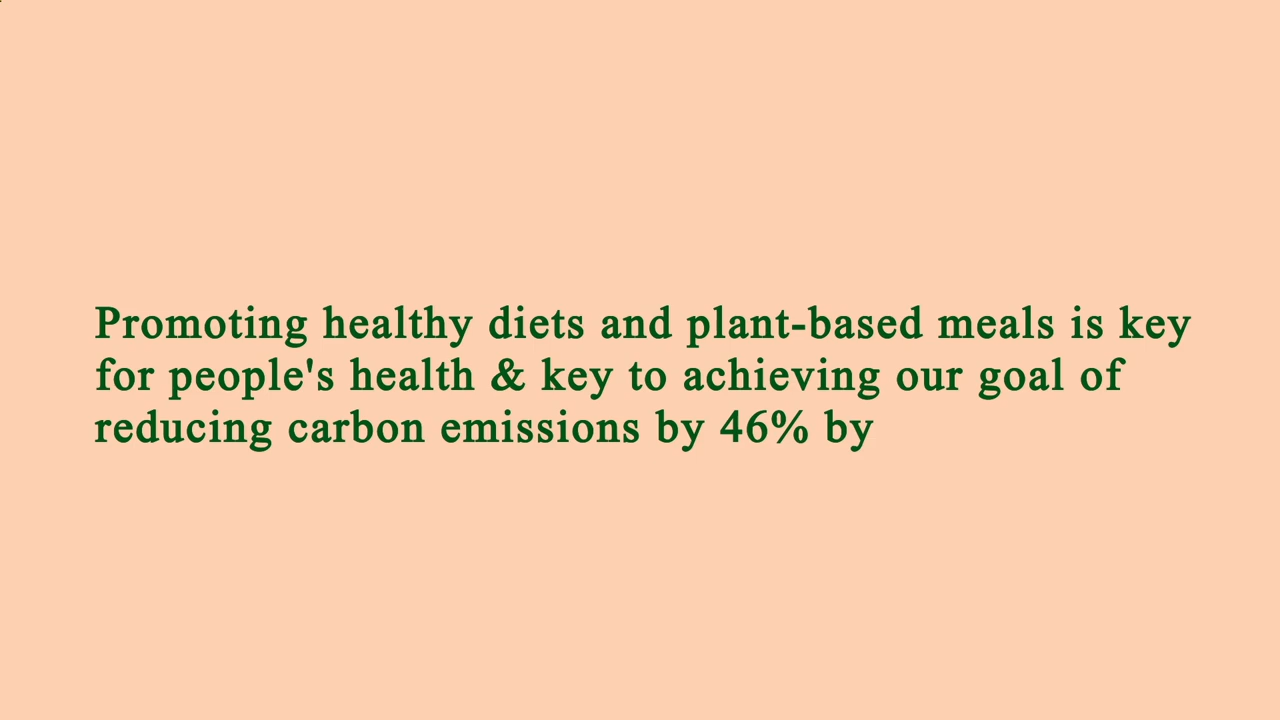 Promoting healthy diets and plant-based meals is key
for people's health & key to achieving our goal of
reducing carbon emissions by 46% by